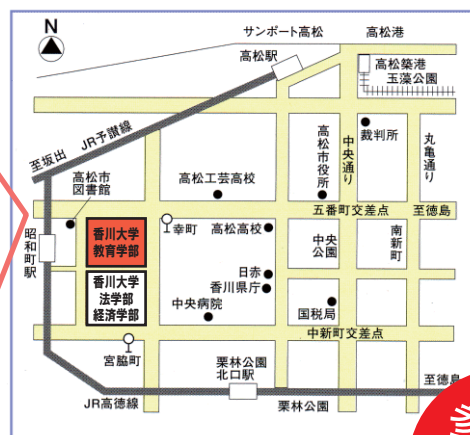 N
サンポート高松
高松港
高松駅
高松築港
玉藻公園
JR予讃線
至坂出
高松市
図書館
高松工芸高校
高松市役所
中央通り
裁判所
丸亀通り
五番町交差点
至徳島
昭和町駅
香川大学
教育学部
幸町
高松高校
中央
公園
南新町
香川大学
法学部
経済学部
日赤
香川県庁
中央病院
国税局
中新町交差点
宮脇町
栗林公園
北口駅
至徳島
JR高徳線
栗林公園
参